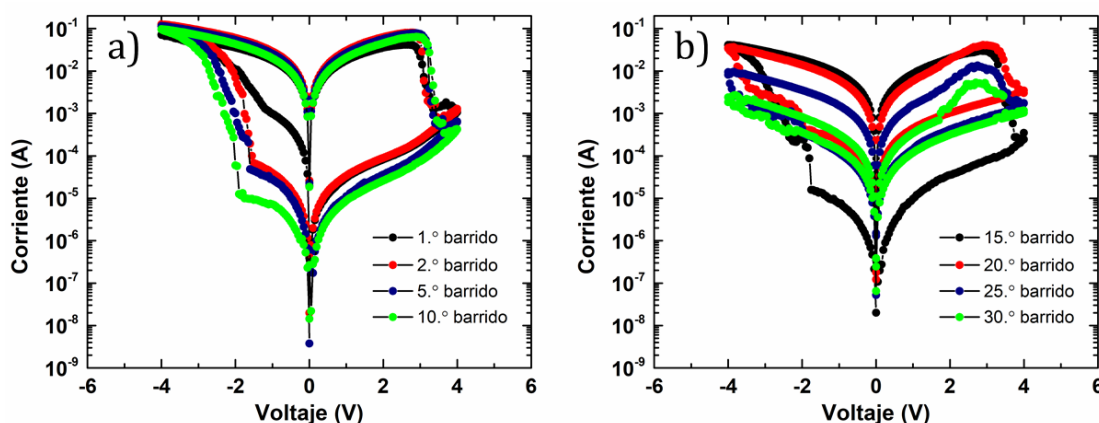 a)
Corriente (A)
10⁻¹
10⁻²
10⁻³
10⁻⁴
10⁻⁵
10⁻⁶
10⁻⁷
10⁻⁸
10⁻⁹
1.º barrido
2.º barrido
5.º barrido
10.º barrido
-6 -4 -2 0 2 4 6
Voltaje (V)
b)
Corriente (A)
10⁻¹
10⁻²
10⁻³
10⁻⁴
10⁻⁵
10⁻⁶
10⁻⁷
10⁻⁸
10⁻⁹
15.º barrido
20.º barrido
25.º barrido
30.º barrido
-6 -4 -2 0 2 4 6
Voltaje (V)